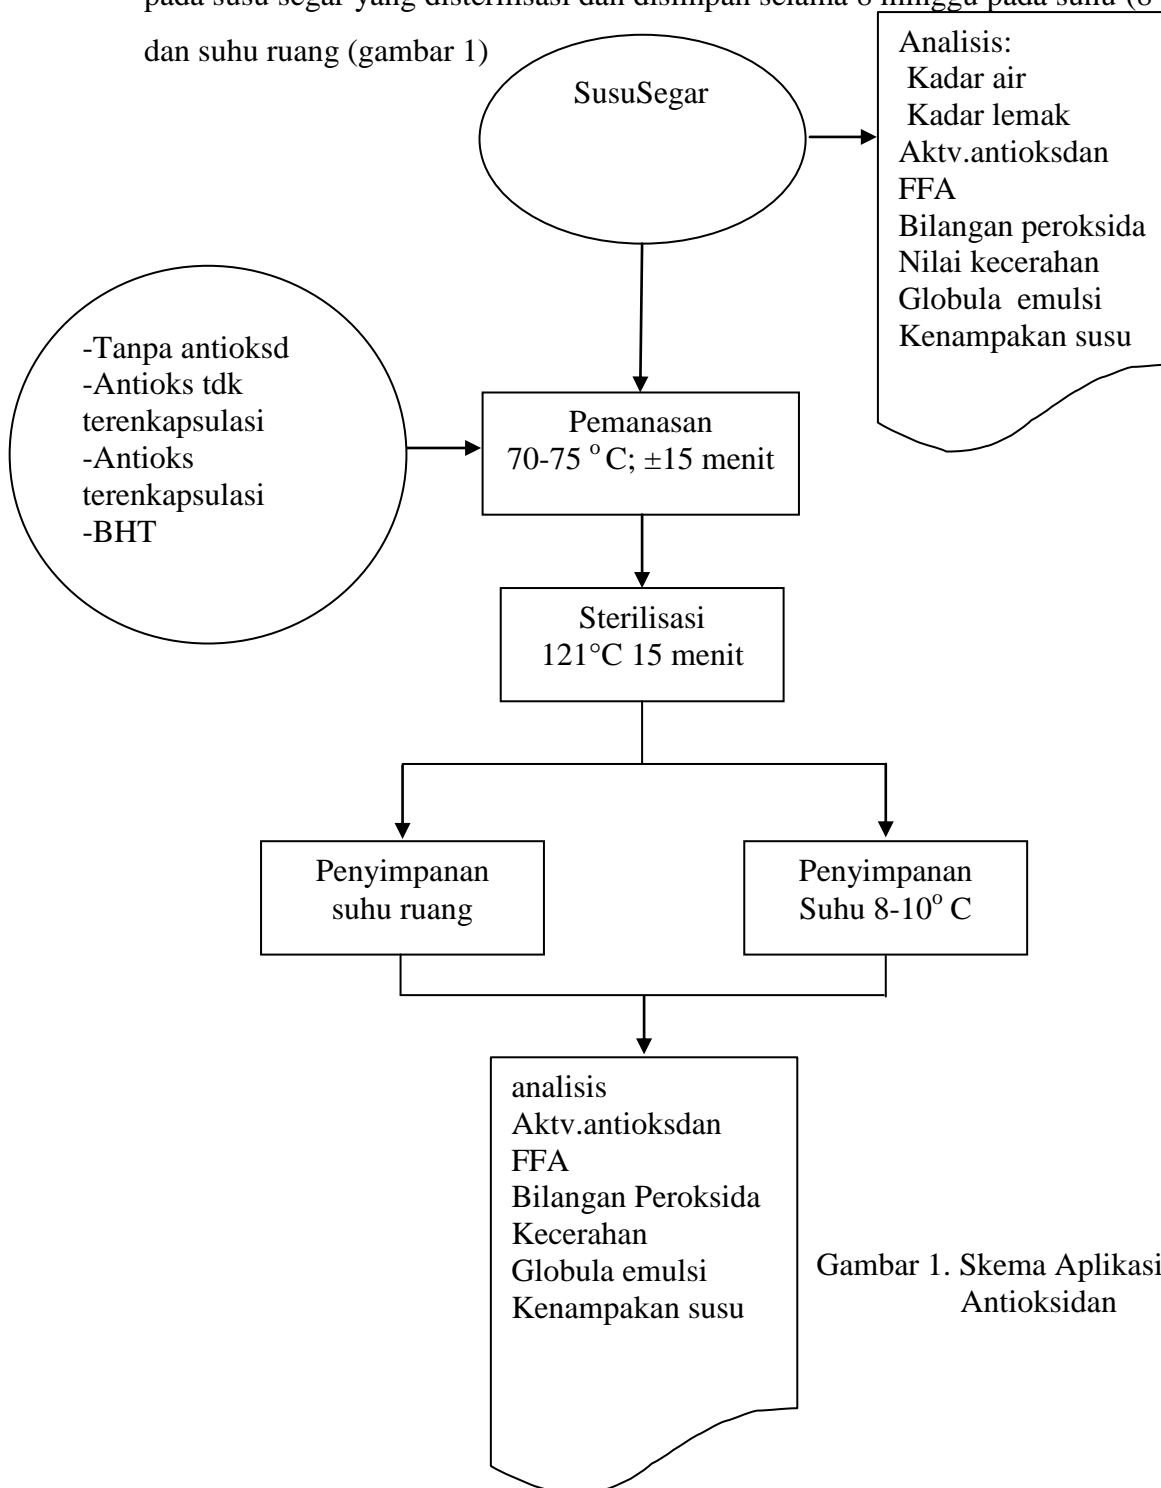 pada susu segar yang disterilisasi dan disimpan selama 8 minggu pada suhu (8
dan suhu ruang (gambar 1)
SusuSegar
Analisis:
Kadar air
Kadar lemak
Aktv.antioksdan
FFA
Bilangan peroksida
Nilai kecerahan
Globula emulsi
Kenampakan susu
-Tanpa antioksd
-Antioks tdk
terenkapsulasi
-Antioks
terenkapsulasi
-BHT
Pemanasan
70-75 ° C; ±15 menit
Sterilisasi
121°C 15 menit
Penyimpanan
suhu ruang
Penyimpanan
Suhu 8-10° C
analisis
Aktv.antioksdan
FFA
Bilangan Peroksida
Kecerahan
Globula emulsi
Kenampakan susu
Gambar 1. Skema Aplikasi
Antioksidan